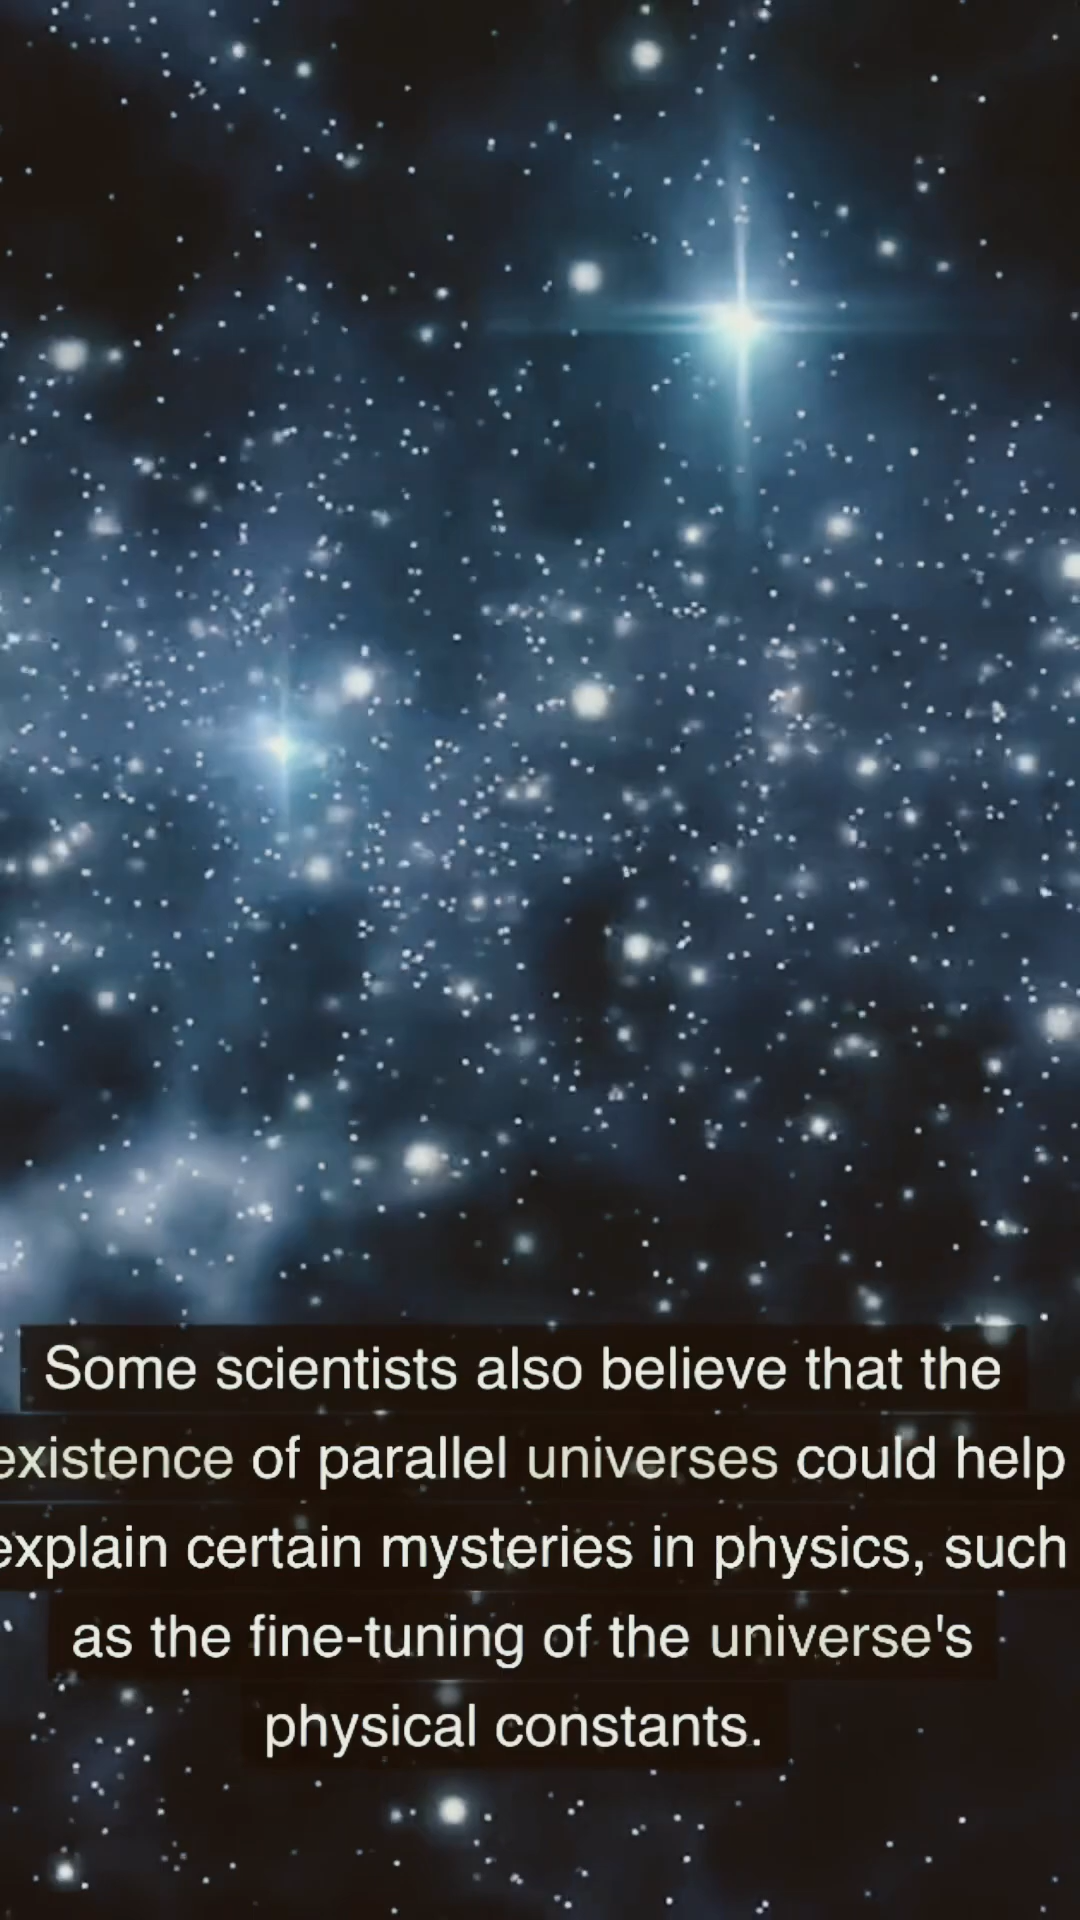 Some scientists also believe that the
existence of parallel universes could help
explain certain mysteries in physics, such
as the fine-tuning of the universe's
physical constants.